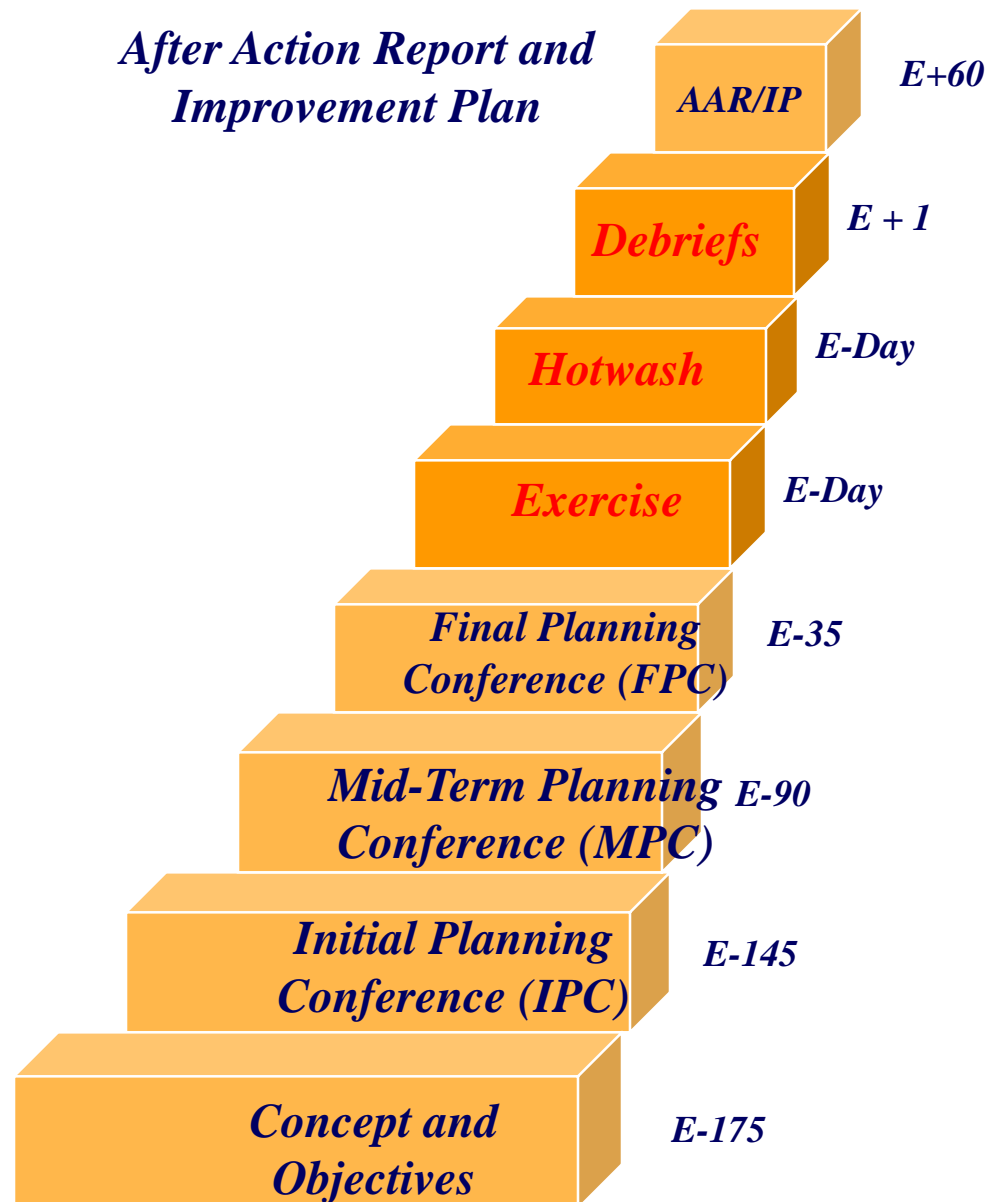 After Action Report and
Improvement Plan
AAR/IP
E+60
Debriefs
E + 1
Hotwash
E-Day
Exercise
E-Day
Final Planning
Conference (FPC)
E-35
Mid-Term Planning
Conference (MPC)
E-90
Initial Planning
Conference (IPC)
E-145
Concept and
Objectives
E-175